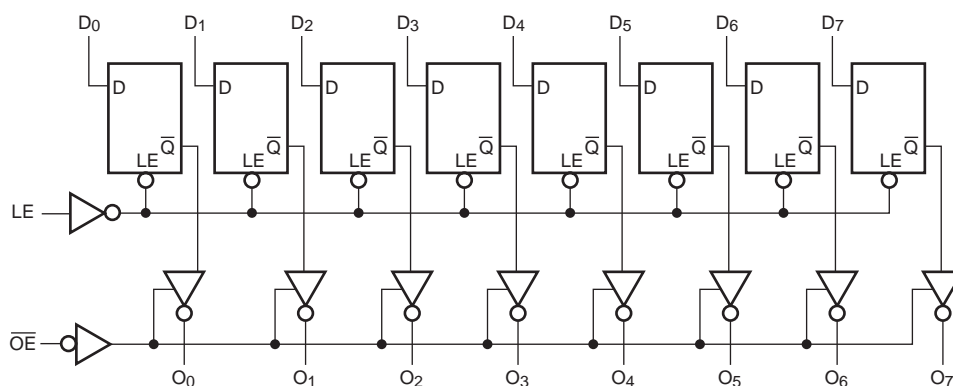 D0 D1 D2 D3 D4 D5 D6 D7
D D D D D D D D
Q̅ Q̅ Q̅ Q̅ Q̅ Q̅ Q̅ Q̅
LE LE LE LE LE LE LE LE
LE
O̅E̅
O0 O1 O2 O3 O4 O5 O6 O7